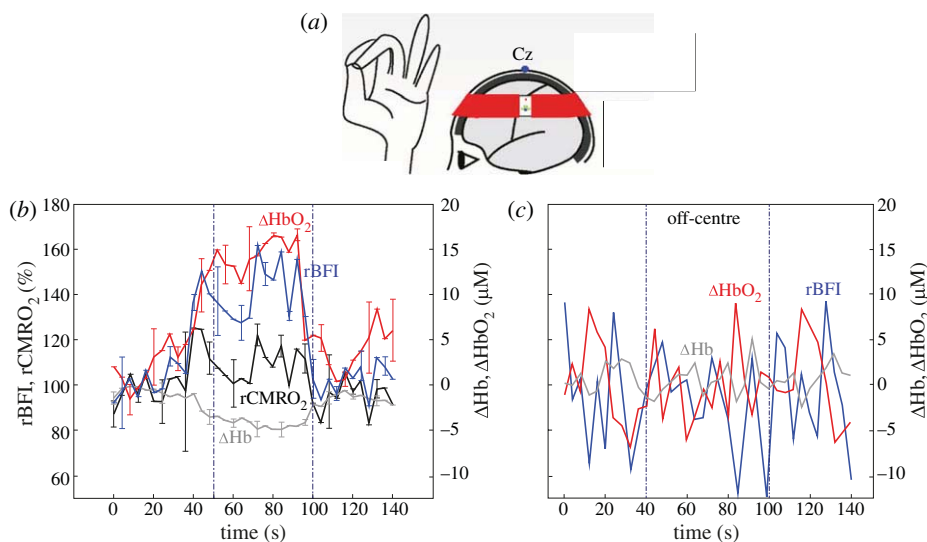 (a)
Cz
(b)
180
160
140
120
100
80
60
rBFI, rCMRO2 (%)
ΔHbO2
rBFI
rCMRO2
ΔHb
20
15
10
5
0
−5
−10
ΔHb, ΔHbO2 (μM)
0 20 40 60 80 100 120 140
time (s)
(c)
off-centre
ΔHbO2
rBFI
ΔHb
20
15
10
5
0
−5
−10
ΔHb, ΔHbO2 (μM)
0 20 40 60 80 100 120 140
time (s)